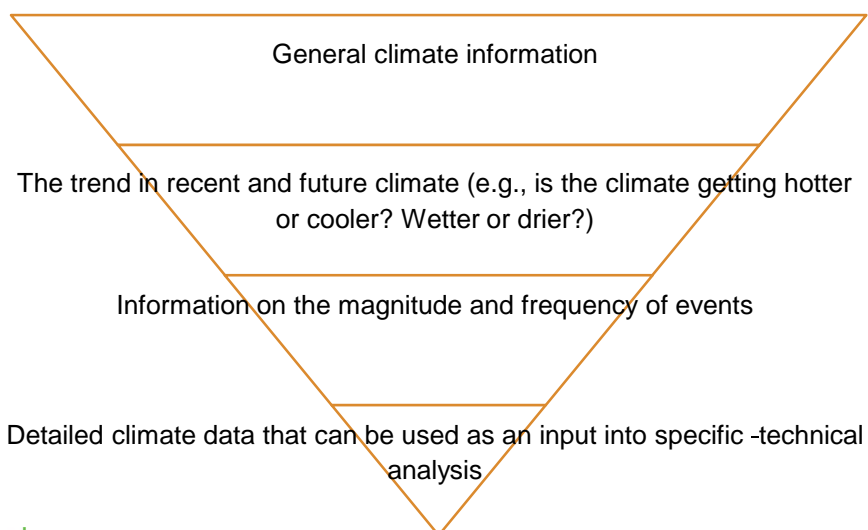 General climate information
The trend in recent and future climate (e.g., is the climate getting hotter
or cooler? Wetter or drier?)
Information on the magnitude and frequency of events
Detailed climate data that can be used as an input into specific -technical
analysis